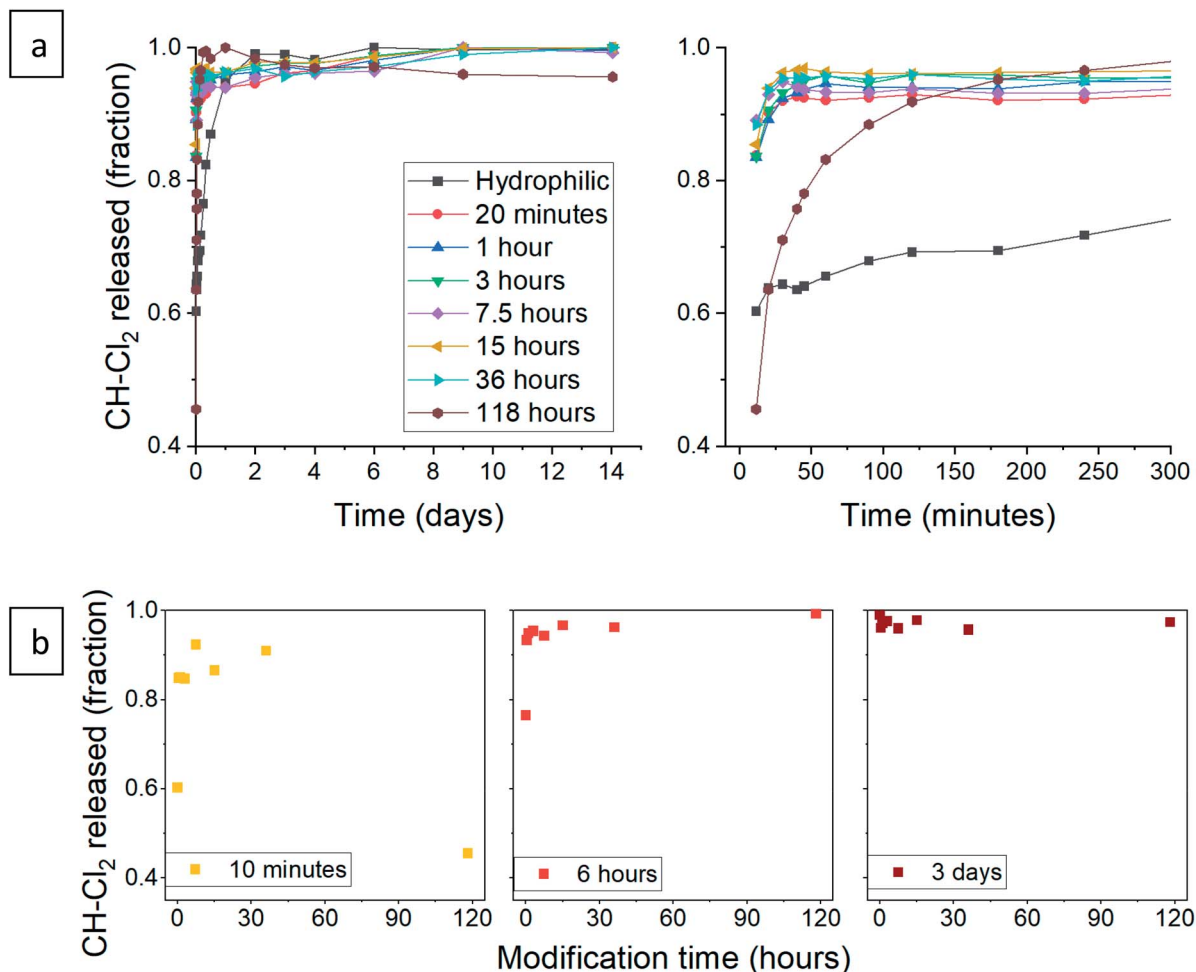 a
CH-Cl₂ released (fraction)
1.0
0.8
0.6
0.4
0 2 4 6 8 10 12 14
Time (days)
Hydrophilic
20 minutes
1 hour
3 hours
7.5 hours
15 hours
36 hours
118 hours
1.0
0.8
0.6
0.4
0 50 100 150 200 250 300
Time (minutes)
b
CH-Cl₂ released (fraction)
1.0
0.8
0.6
0.4
10 minutes
6 hours
3 days
0 30 60 90 120
0 30 60 90 120
0 30 60 90 120
Modification time (hours)